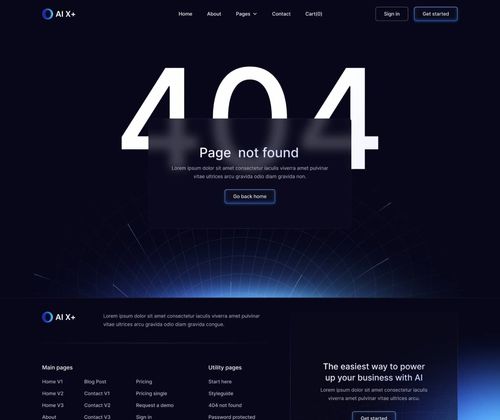 AI X+
Home About Pages Contact Cart(0)
Sign in Get started
404
Page not found
Lorem ipsum dolor sit amet consectetur iaculis viverra amet pulvinar
vitae ultrices arcu gravida diam gravida non.
Go back home
AI X+
Lorem ipsum dolor sit amet consectetur iaculis viverra amet pulvinar
vitae ultrices arcu gravida diam gravida congue.
Main pages
Home V1 Blog Post Pricing
Home V2 Contact V1 Pricing single
Home V3 Contact V2 Request a demo
About Contact V3 Sign in
Utility pages
Start here
Styleguide
404 not found
Password protected
The easiest way to power
up your business with AI
Lorem ipsum dolor sit amet consectetur
iaculis viverra amet pulvinar vitae ultrices arcu.
Get started